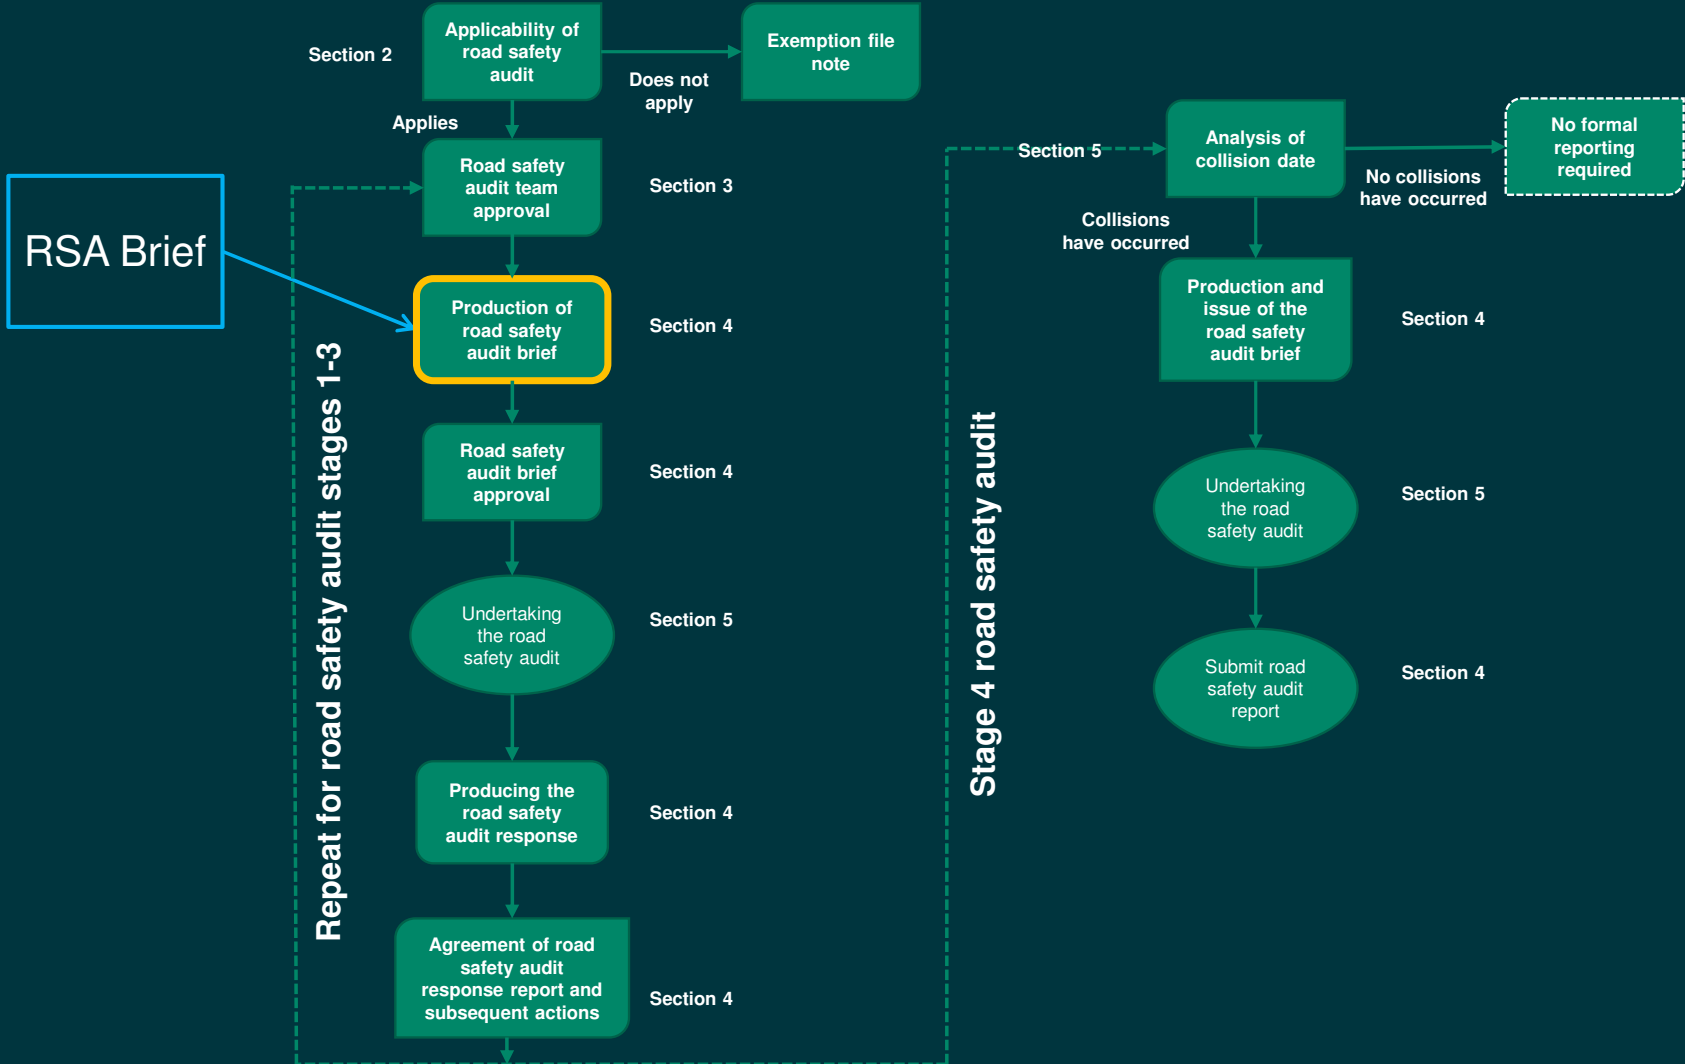 Section 2
Applicability of
road safety
audit
Does not
apply
Exemption file
note
Applies
Road safety
audit team
approval
Section 3
RSA Brief
Production of
road safety
audit brief
Section 4
Road safety
audit brief
approval
Section 4
Undertaking
the road
safety audit
Section 5
Producing the
road safety
audit response
Section 4
Agreement of road
safety audit
response report and
subsequent actions
Section 4
Repeat for road safety audit stages 1-3
Stage 4 road safety audit
Section 5
Analysis of
collision date
No collisions
have occurred
No formal
reporting
required
Collisions
have occurred
Production and
issue of the
road safety
audit brief
Section 4
Undertaking
the road
safety audit
Section 5
Submit road
safety audit
report
Section 4